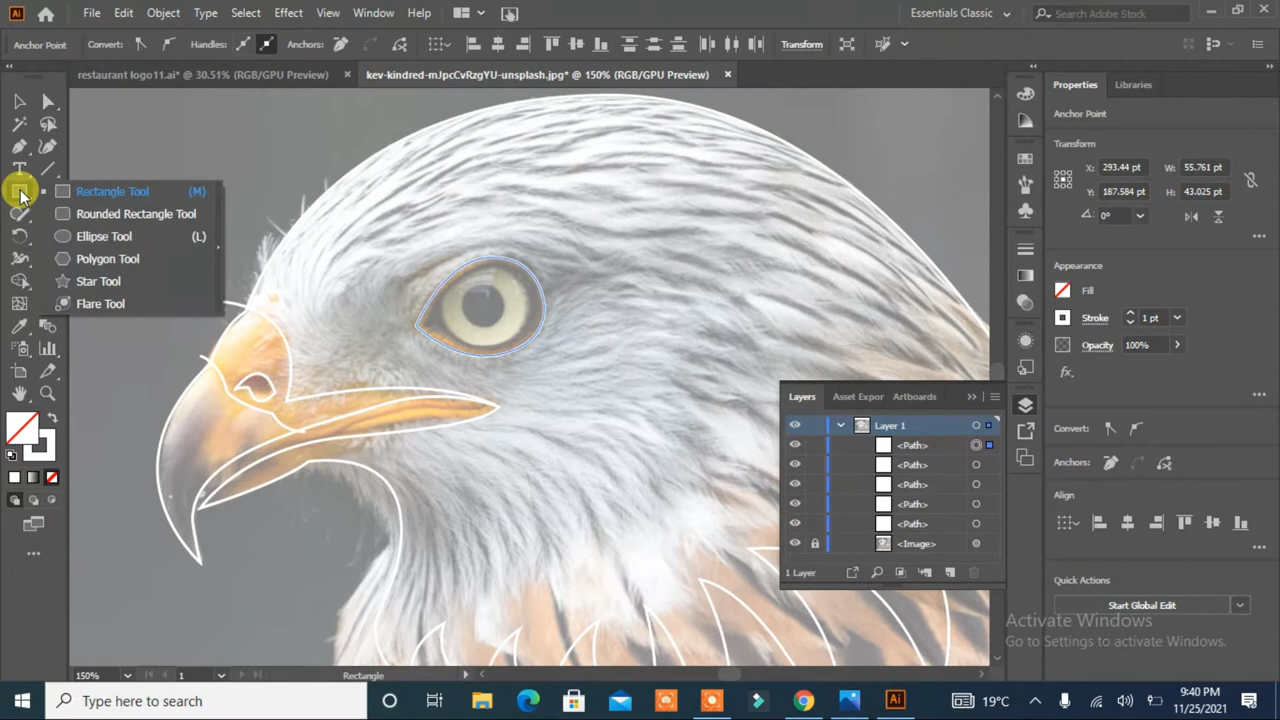 Ai File Edit Object Type Select Effect View Window Help Essentials Classic Search Adobe Stock
Anchor Point Convert: Handles: Anchors: Transform
restaurant logo11.ai* @ 30.51% (RGB/GPU Preview) × kev-kindred-mJpcCvRzgYU-unsplash.jpg* @ 150% (RGB/GPU Preview) ×
Rectangle Tool (M)
Rounded Rectangle Tool
Ellipse Tool (L)
Polygon Tool
Star Tool
Flare Tool
Properties Libraries
Anchor Point
Transform
X: 293.44 pt W: 55.761 pt
Y: 187.584 pt H: 43.025 pt
0°
Appearance
Fill
Stroke 1 pt
Opacity 100%
fx.
Convert:
Anchors:
Align
Quick Actions
Start Global Edit
Layers Asset Expor Artboards
Layer 1
<Path>
<Path>
<Path>
<Path>
<Path>
<Image>
1 Layer
Activate Windows
Go to Settings to activate Windows.
150% 1 Rectangle
Type here to search Ai 19°C 9:40 PM
11/25/2021